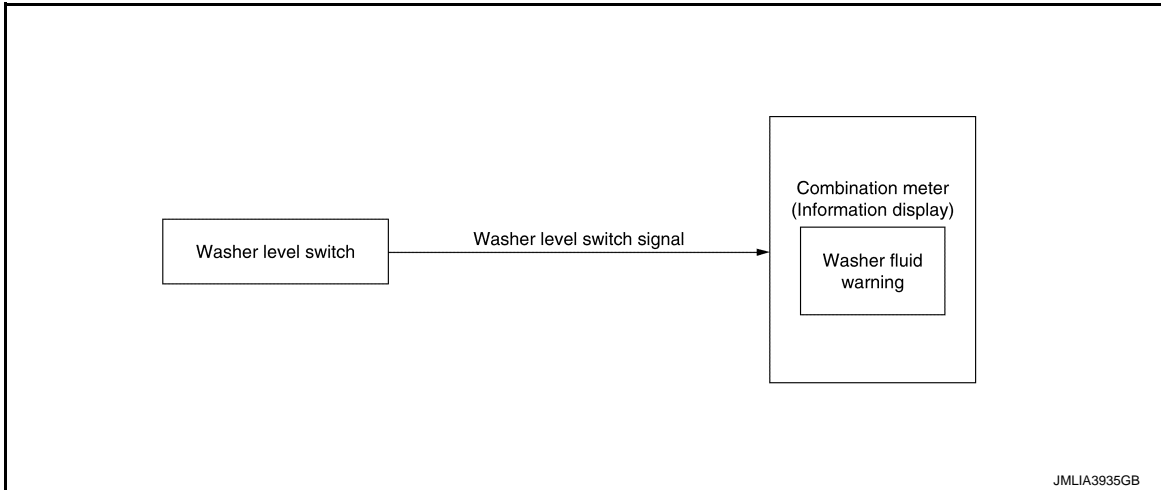 Washer level switch
Washer level switch signal
Combination meter
(Information display)
Washer fluid
warning
JMLIA3935GB